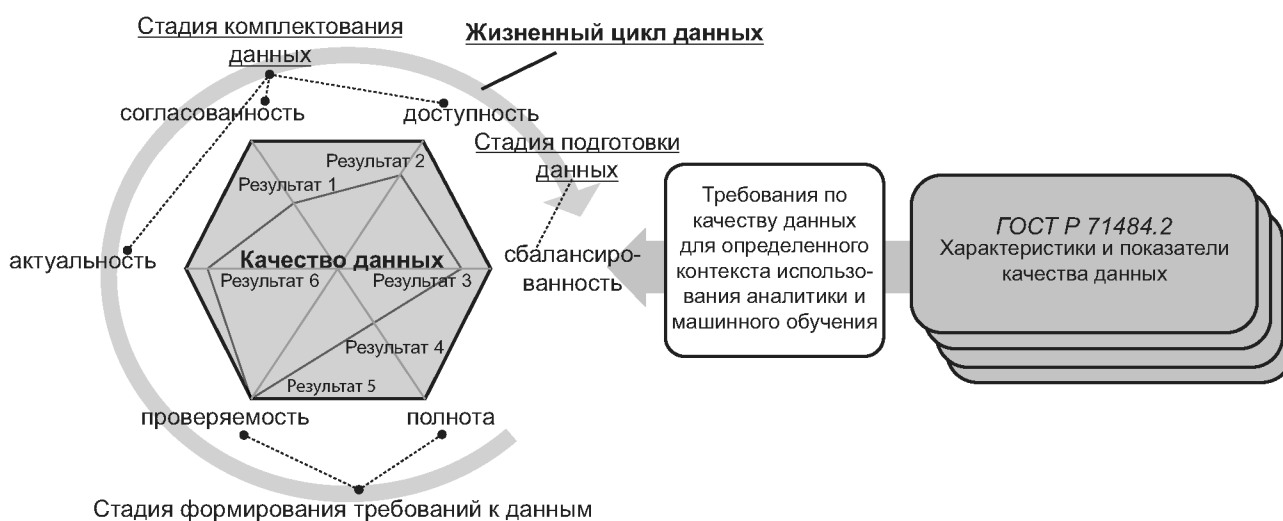 Стадия комплектования
данных
Жизненный цикл данных
согласованность
доступность
Стадия подготовки
данных
Результат 2
Результат 1
актуальность
Качество данных
Результат 6
Результат 3
сбалансиро-
ванность
Результат 4
Результат 5
проверяемость
полнота
Стадия формирования требований к данным
Требования по
качеству данных
для определенного
контекста использо-
вания аналитики и
машинного обучения
ГОСТ Р 71484.2
Характеристики и показатели
качества данных